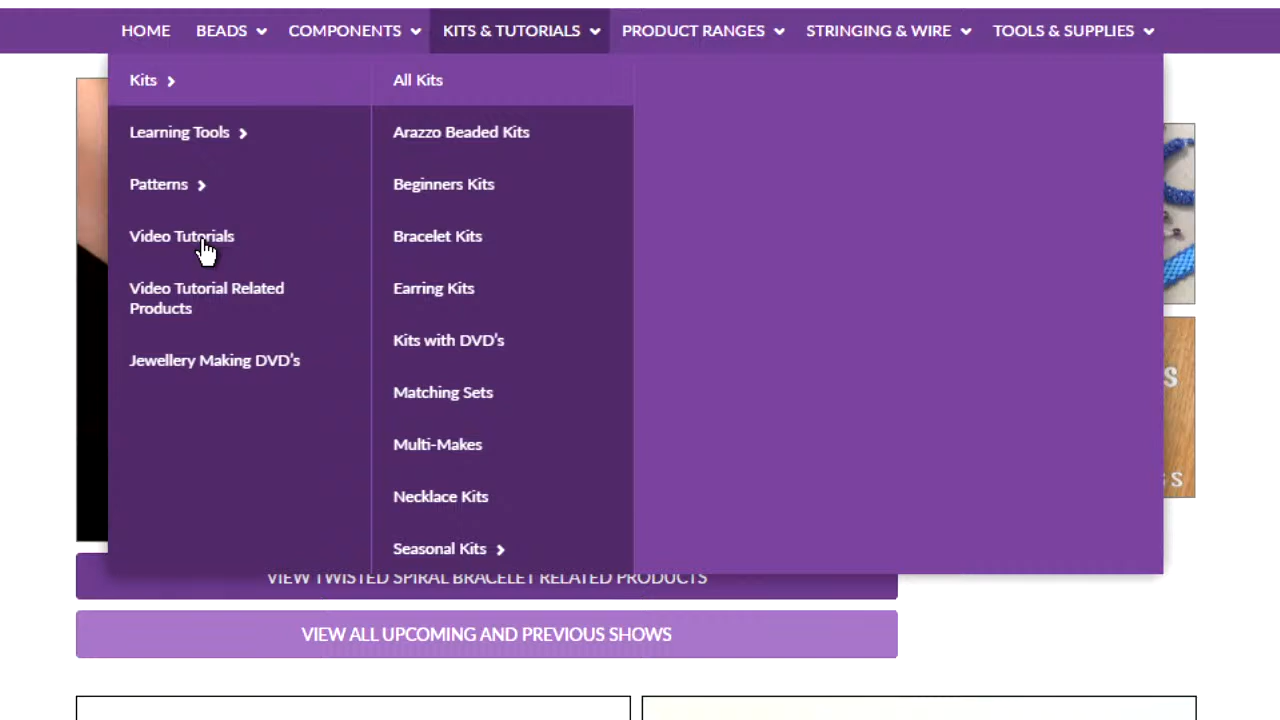 HOME BEADS COMPONENTS KITS & TUTORIALS PRODUCT RANGES STRINGING & WIRE TOOLS & SUPPLIES
Kits
Learning Tools
Patterns
Video Tutorials
Video Tutorial Related
Products
Jewellery Making DVD's
All Kits
Arazzo Beaded Kits
Beginners Kits
Bracelet Kits
Earring Kits
Kits with DVD's
Matching Sets
Multi-Makes
Necklace Kits
Seasonal Kits
S
S
VIEW TWISTED SPIRAL BRACELET RELATED PRODUCTS
VIEW ALL UPCOMING AND PREVIOUS SHOWS